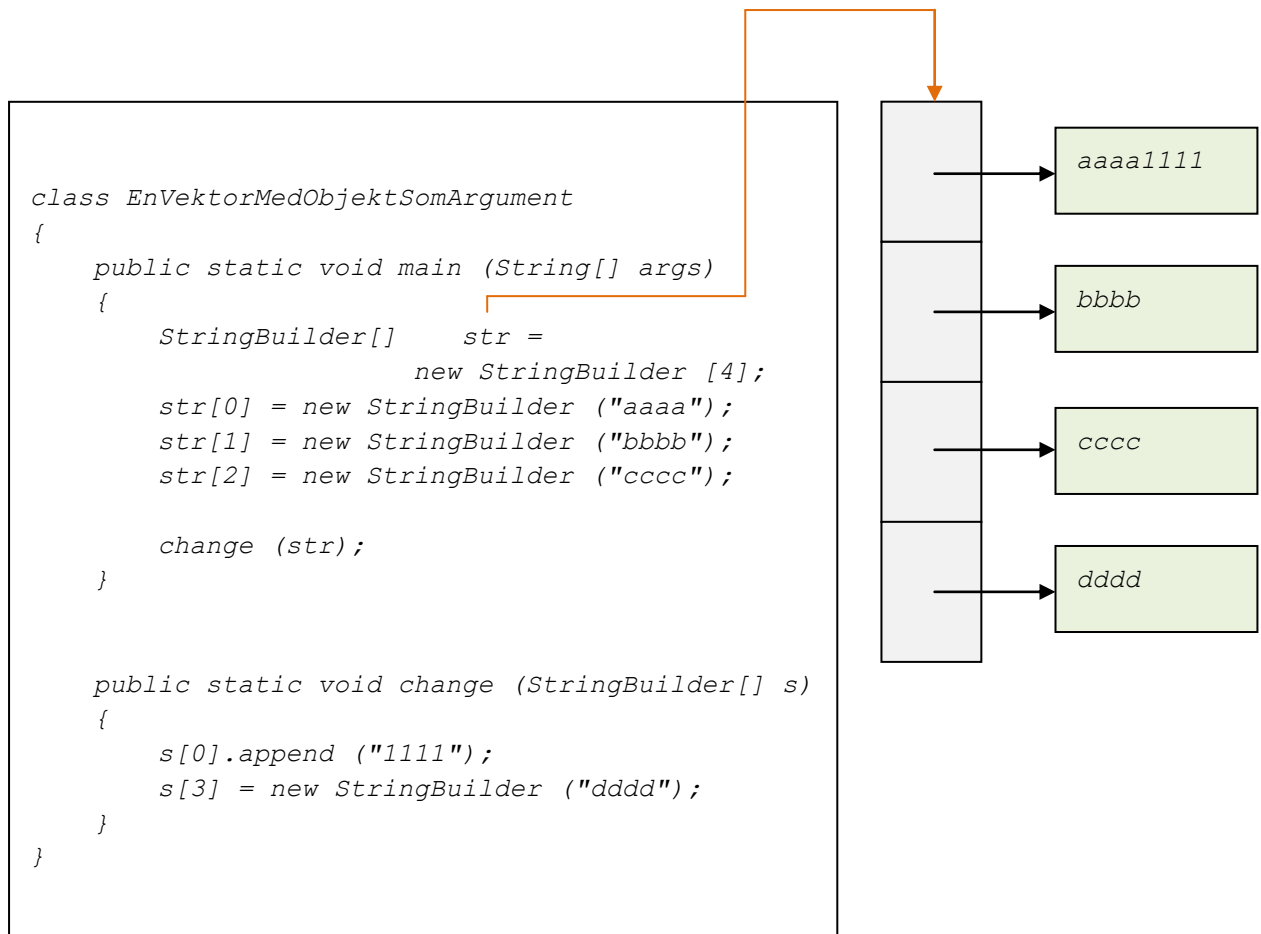 class EnVektorMedObjektSomArgument
{
    public static void main (String[] args)
    {
        StringBuilder[]    str =
                        new StringBuilder [4];
        str[0] = new StringBuilder ("aaaa");
        str[1] = new StringBuilder ("bbbb");
        str[2] = new StringBuilder ("cccc");
        change (str);
    }
    public static void change (StringBuilder[] s)
    {
        s[0].append ("1111");
        s[3] = new StringBuilder ("dddd");
    }
}
aaaa1111
bbbb
cccc
dddd